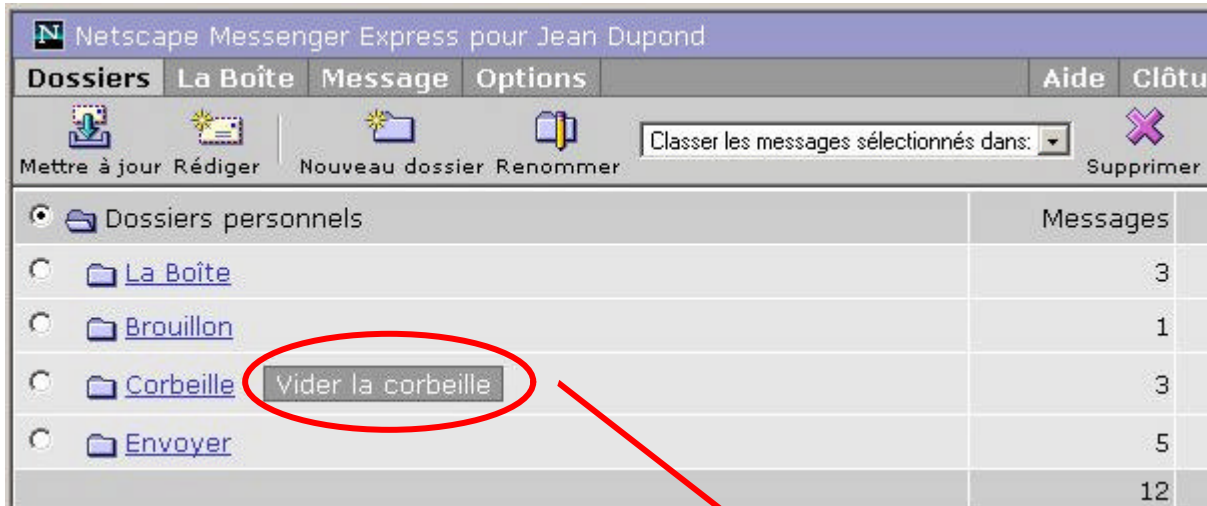 N Netscape Messenger Express pour Jean Dupond
Dossiers La Boîte Message Options Aide Clôtu
Mettre à jour Rédiger Nouveau dossier Renommer Classer les messages sélectionnés dans: Supprimer
Dossiers personnels Messages
La Boîte 3
Brouillon 1
Corbeille Vider la corbeille 3
Envoyer 5
12